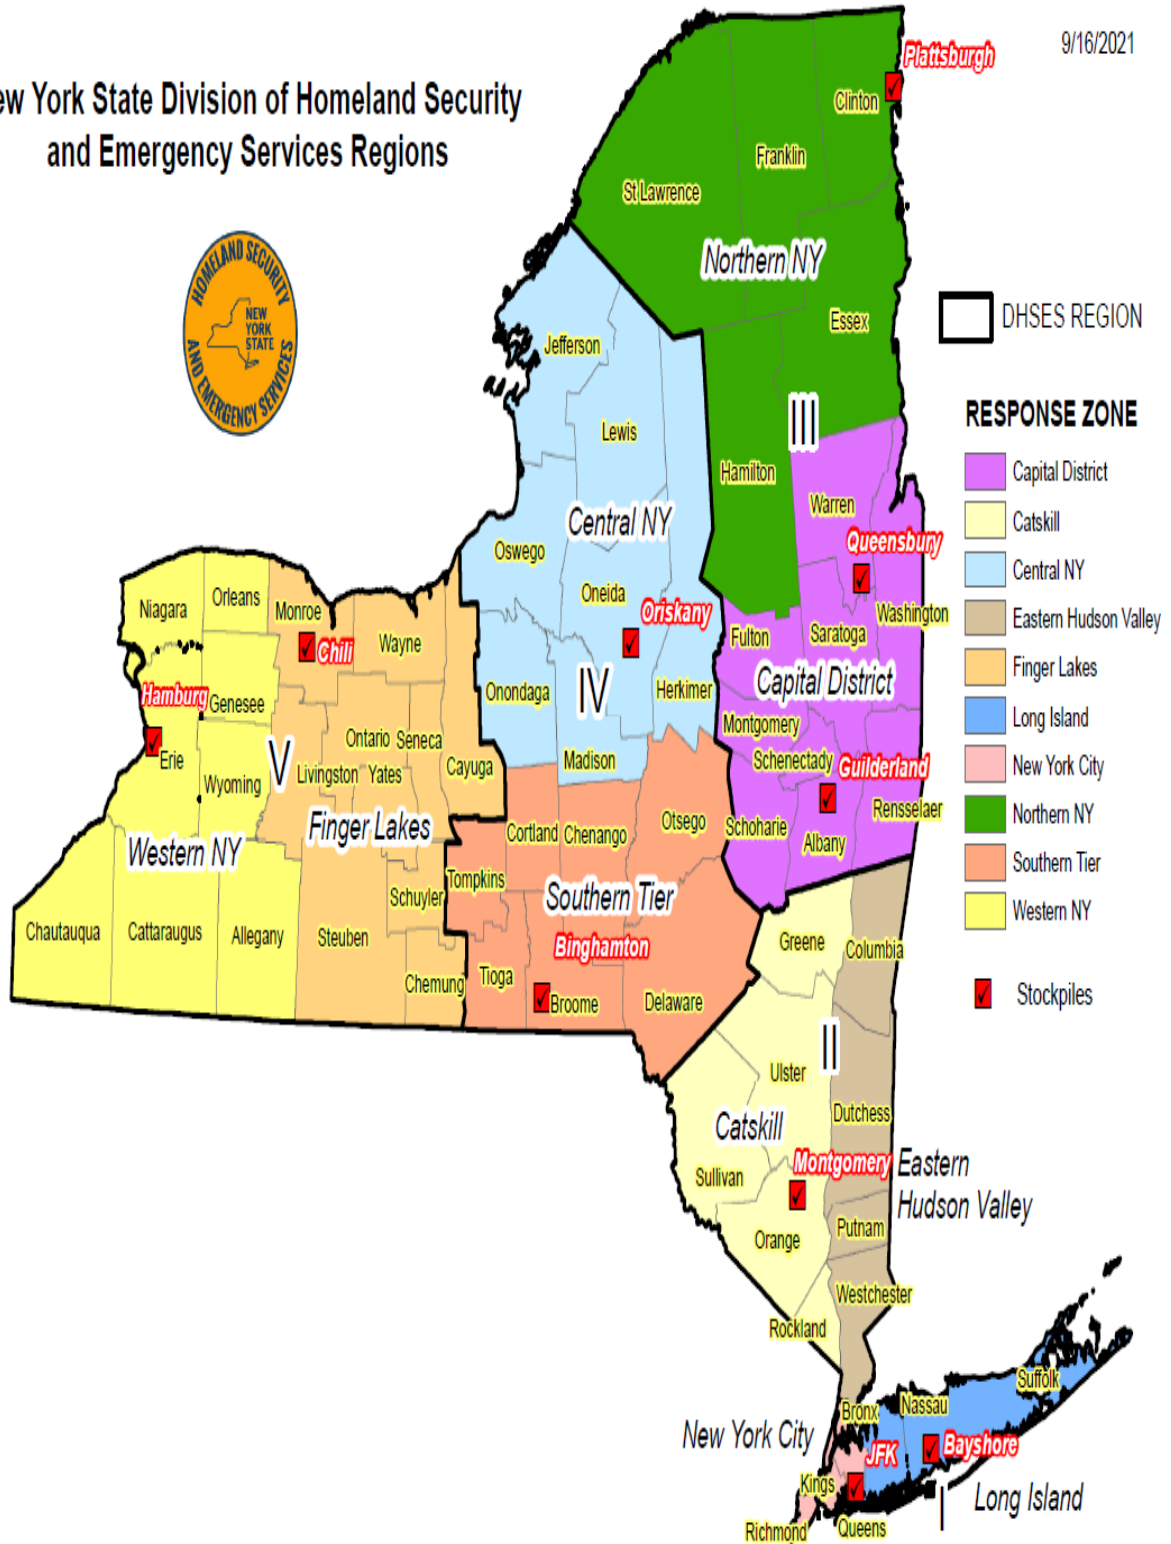 9/16/2021
ew York State Division of Homeland Security
and Emergency Services Regions
HOMELAND SECURITY
AND EMERGENCY SERVICES
NEW
YORK
STATE
Plattsburgh
Clinton
Franklin
St Lawrence
Northern NY
Essex
DHSES REGION
Jefferson
III
RESPONSE ZONE
Lewis
Hamilton
Capital District
Warren
Central NY
Catskill
Queensbury
Oswego
Central NY
Oneida
Orleans
Niagara
Monroe
Oriskany
Washington
Eastern Hudson Valley
Chili
Wayne
Fulton
Saratoga
Finger Lakes
Hamburg
Genesee
Onondaga
IV
Herkimer
Capital District
Long Island
Montgomery
Ontario
Seneca
Erie
V
Madison
Schenectady
Guilderland
New York City
Wyoming
Livingston
Yates
Cayuga
Northern NY
Rensselaer
Finger Lakes
Cortland
Chenango
Otsego
Schoharie
Albany
Western NY
Southern Tier
Tompkins
Schuyler
Southern Tier
Western NY
Chautauqua
Cattaraugus
Allegany
Steuben
Binghamton
Greene
Columbia
Chemung
Tioga
Broome
Delaware
Stockpiles
II
Ulster
Dutchess
Catskill
Sullivan
Montgomery
Eastern
Hudson Valley
Orange
Putnam
Westchester
Rockland
Suffolk
Bronx
Nassau
New York City
JFK
Bayshore
Kings
I
Long Island
Richmond
Queens